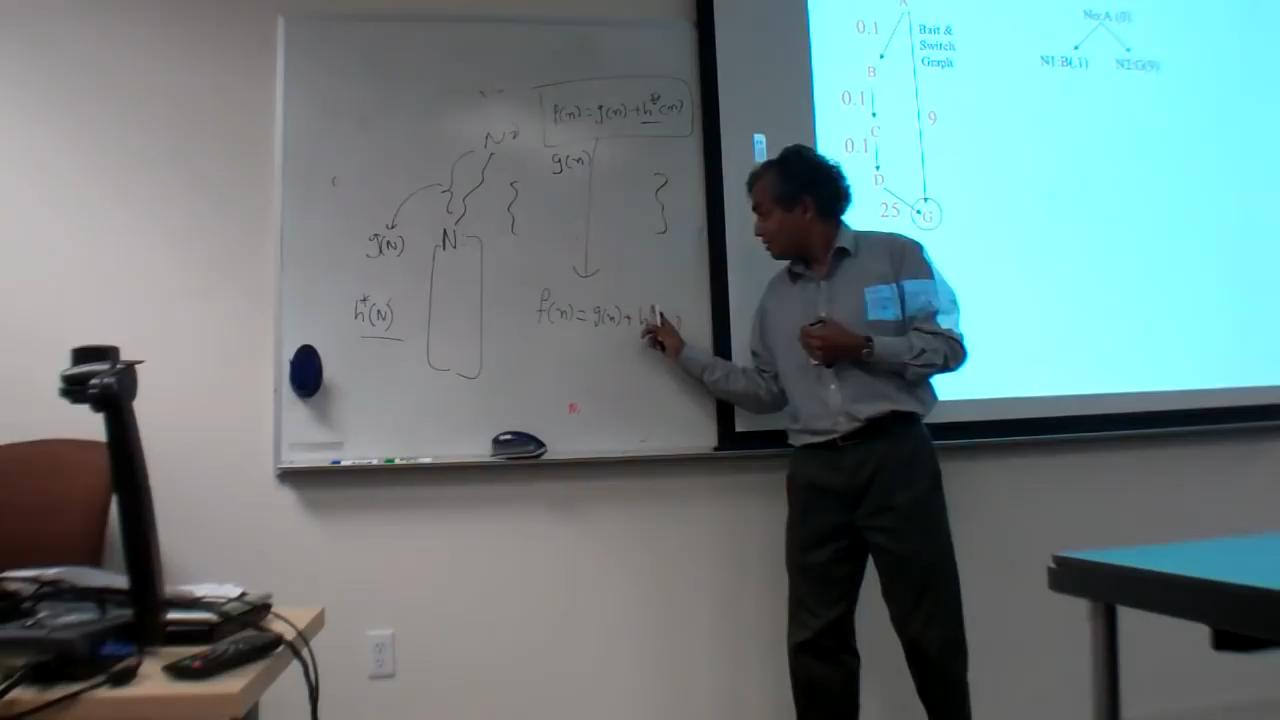 f(n)=g(n)+h*(n)
N
g(n)
g(N)
N
h*(N)
f(n)=g(n)+h
N
A
0.1
Bait &
Switch
Graph
B
0.1
C
9
0.1
D
25
G
No:A (0)
N1:B(.1)
N2:G(9)